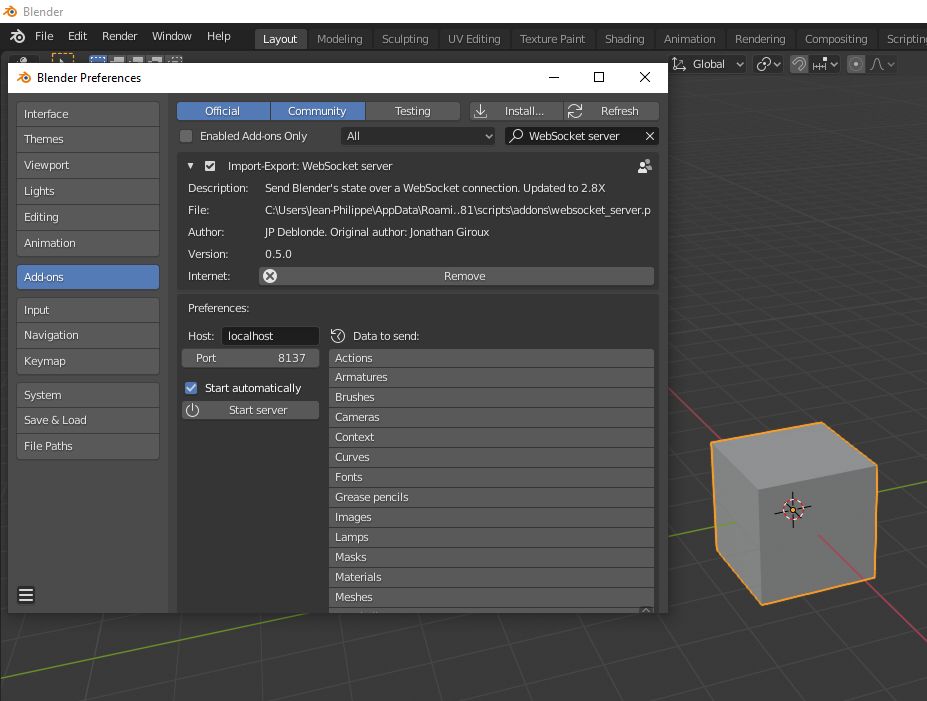 Blender
File Edit Render Window Help Layout Modeling Sculpting UV Editing Texture Paint Shading Animation Rendering Compositing Scripting
Global
Blender Preferences
Interface
Themes
Viewport
Lights
Editing
Animation
Add-ons
Input
Navigation
Keymap
System
Save & Load
File Paths
Official Community Testing Install... Refresh
Enabled Add-ons Only All WebSocket server
Import-Export: WebSocket server
Description: Send Blender's state over a WebSocket connection. Updated to 2.8X
File: C:\Users\Jean-Philippe\AppData\Roami..81\scripts\addons\websocket_server.p
Author: JP Deblonde. Original author: Jonathan Giroux
Version: 0.5.0
Internet: Remove
Preferences:
Host: localhost
Port 8137
Start automatically
Start server
Data to send:
Actions
Armatures
Brushes
Cameras
Context
Curves
Fonts
Grease pencils
Images
Lamps
Masks
Materials
Meshes